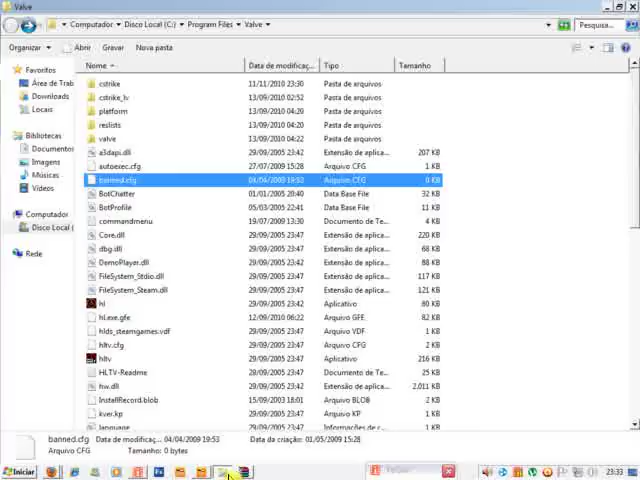 Computador ▸ Disco Local (C:) ▸ Program Files ▸ Valve ▸
Pesquisa...
Organizar Abrir Gravar Nova pasta
Nome Data de modificaç... Tipo Tamanho
Favoritos
Área de Trab
Downloads
Locais
Bibliotecas
Documentos
Imagens
Músicas
Vídeos
Computador
Disco Local (
Rede
cstrike 11/11/2010 23:30 Pasta de arquivos
cstrike_lv 13/09/2010 02:52 Pasta de arquivos
platform 13/09/2010 04:20 Pasta de arquivos
reslists 13/09/2010 04:20 Pasta de arquivos
valve 13/09/2010 04:20 Pasta de arquivos
a3dapi.dll 29/09/2005 23:42 Extensão de aplica... 207 KB
autoexec.cfg 27/07/2009 15:28 Arquivo CFG 1 KB
banned.cfg 04/04/2009 19:53 Arquivo CFG 0 KB
BotChatter 01/01/2005 20:40 Data Base File 32 KB
BotProfile 05/03/2005 22:41 Data Base File 11 KB
commandmenu 19/07/2009 13:30 Documento de Te... 4 KB
Core.dll 29/09/2005 23:47 Extensão de aplica... 220 KB
dbg.dll 29/09/2005 23:47 Extensão de aplica... 68 KB
DemoPlayer.dll 29/09/2005 23:47 Extensão de aplica... 88 KB
FileSystem_Stdio.dll 29/09/2005 23:47 Extensão de aplica... 117 KB
FileSystem_Steam.dll 29/09/2005 23:47 Extensão de aplica... 121 KB
hl 29/09/2005 23:42 Aplicativo 80 KB
hl.exe.gfe 12/09/2010 06:22 Arquivo GFE 82 KB
hlds_steamgames.vdf 29/09/2005 23:47 Arquivo VDF 1 KB
hltv.cfg 29/09/2005 23:42 Arquivo CFG 2 KB
hltv 29/09/2005 23:47 Aplicativo 216 KB
HLTV-Readme 29/09/2005 23:42 Documento de Te... 25 KB
hw.dll 29/09/2005 23:42 Extensão de aplica... 2.011 KB
InstallRecord.blob 15/09/2003 18:01 Arquivo BLOB 2 KB
kver.kp 29/09/2005 23:42 Arquivo KP 1 KB
language 29/09/2005 23:42 Informações de c... 1 KB
banned.cfg Data de modificaç... 04/04/2009 19:53 Data da criação: 01/05/2009 15:28
Arquivo CFG Tamanho: 0 bytes
Iniciar
23:33